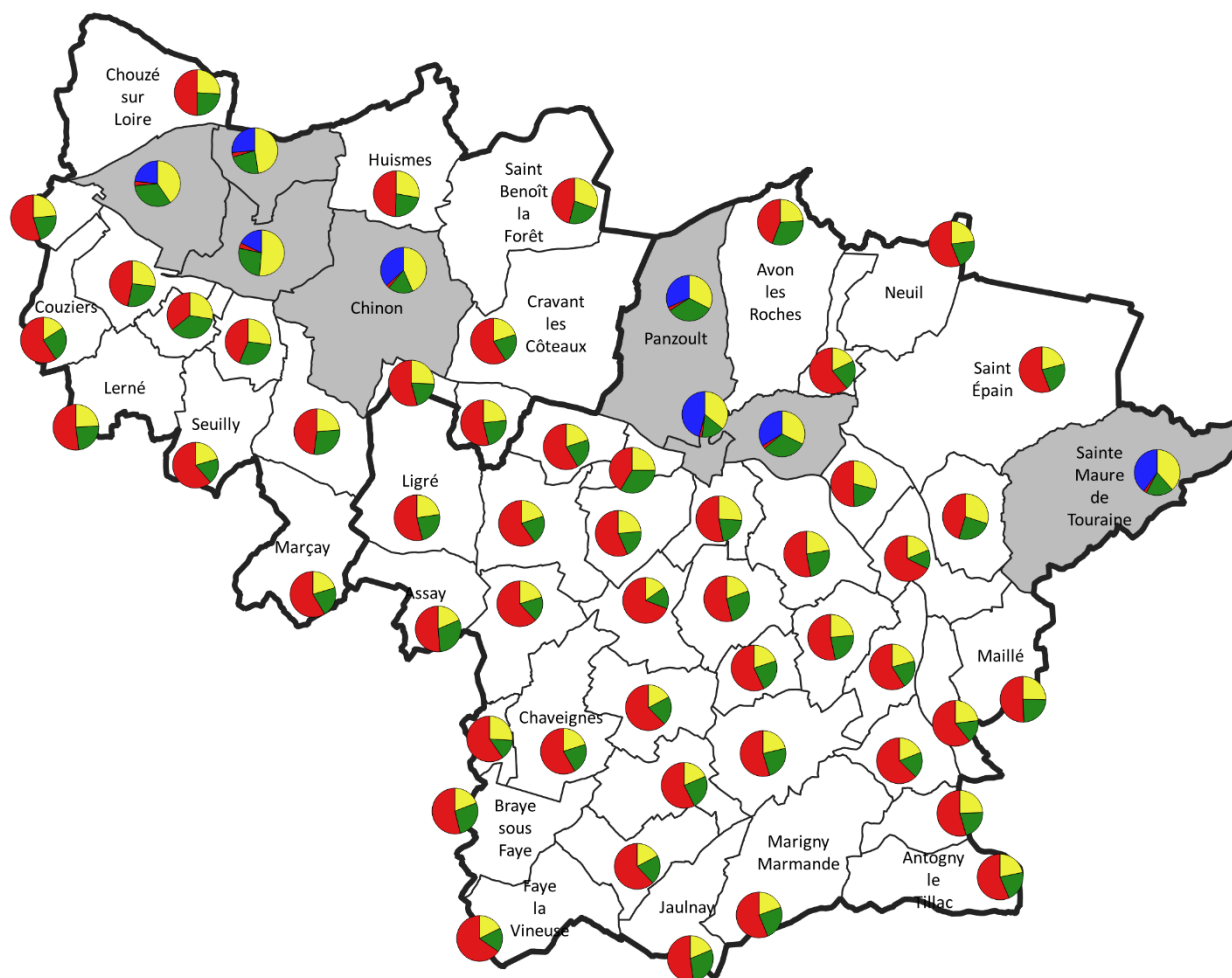 Chouzé
sur
Loire
Huismes
Saint
Benoît
la
Forêt
Avon
les
Roches
Neuil
Couziers
Chinon
Cravant
les
Côteaux
Panzoult
Saint
Épain
Lerné
Seuilly
Sainte
Maure
de
Touraine
Ligré
Marçay
Assay
Maillé
Chaveignes
Braye
sous
Faye
Marigny
Marmande
Antogny
le
Tillac
Faye
la
Vineuse
Jaulnay